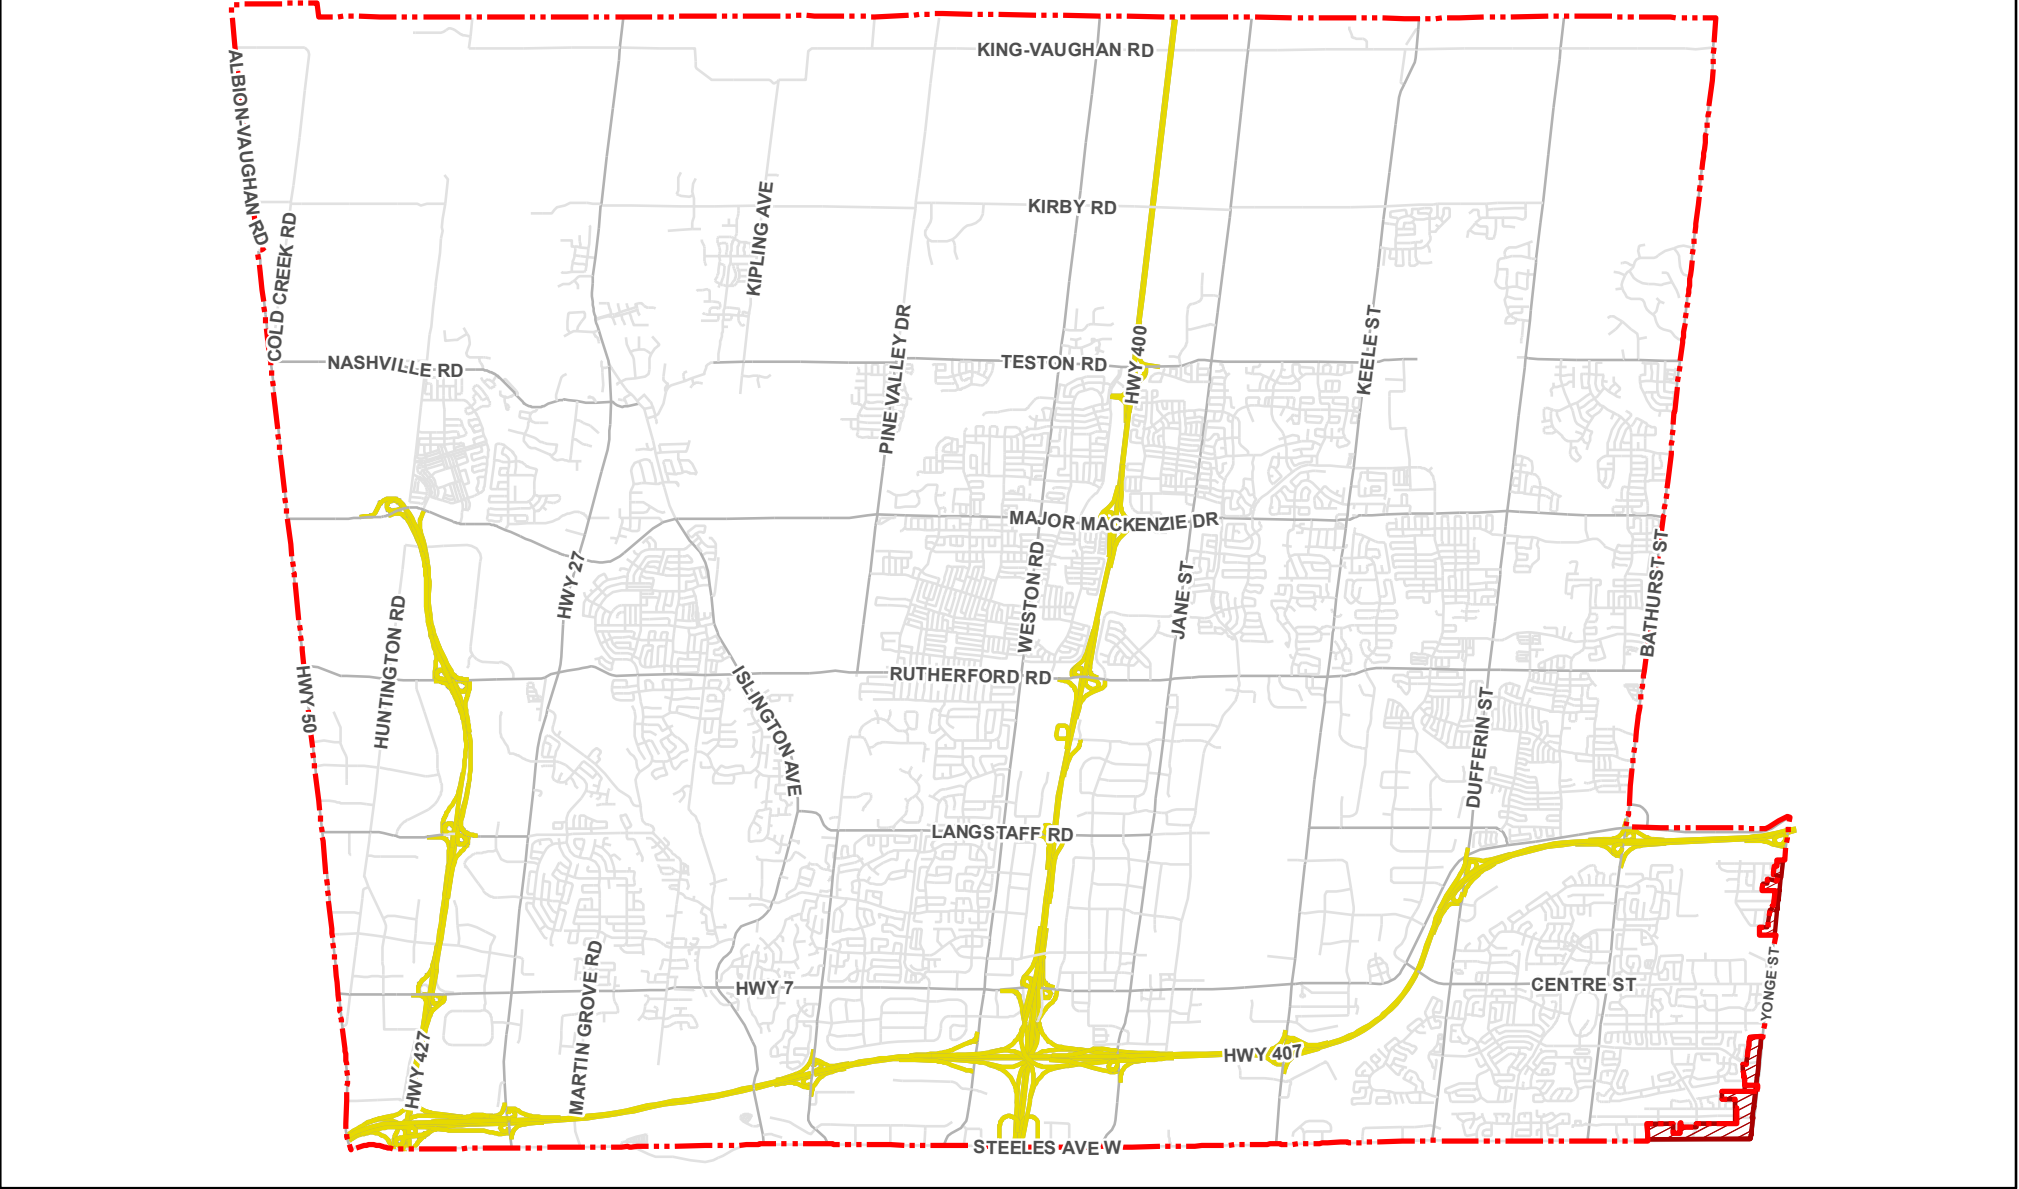 KING-VAUGHAN RD
ALBION-VAUGHAN RD
KIRBY RD
KIPLING AVE
COLD CREEK RD
PINE VALLEY DR
HWY 400
KEELE ST
NASHVILLE RD
TESTON RD
MAJOR MACKENZIE DR
WESTON RD
HWY 27
JANE ST
BATHURST ST
HUNTINGTON RD
HWY 50
ISLINGTON AVE
RUTHERFORD RD
DUFFERIN ST
LANGSTAFF RD
MARTIN GROVE RD
HWY 7
CENTRE ST
YONGE ST
HWY 427
HWY 407
STEELES AVE W